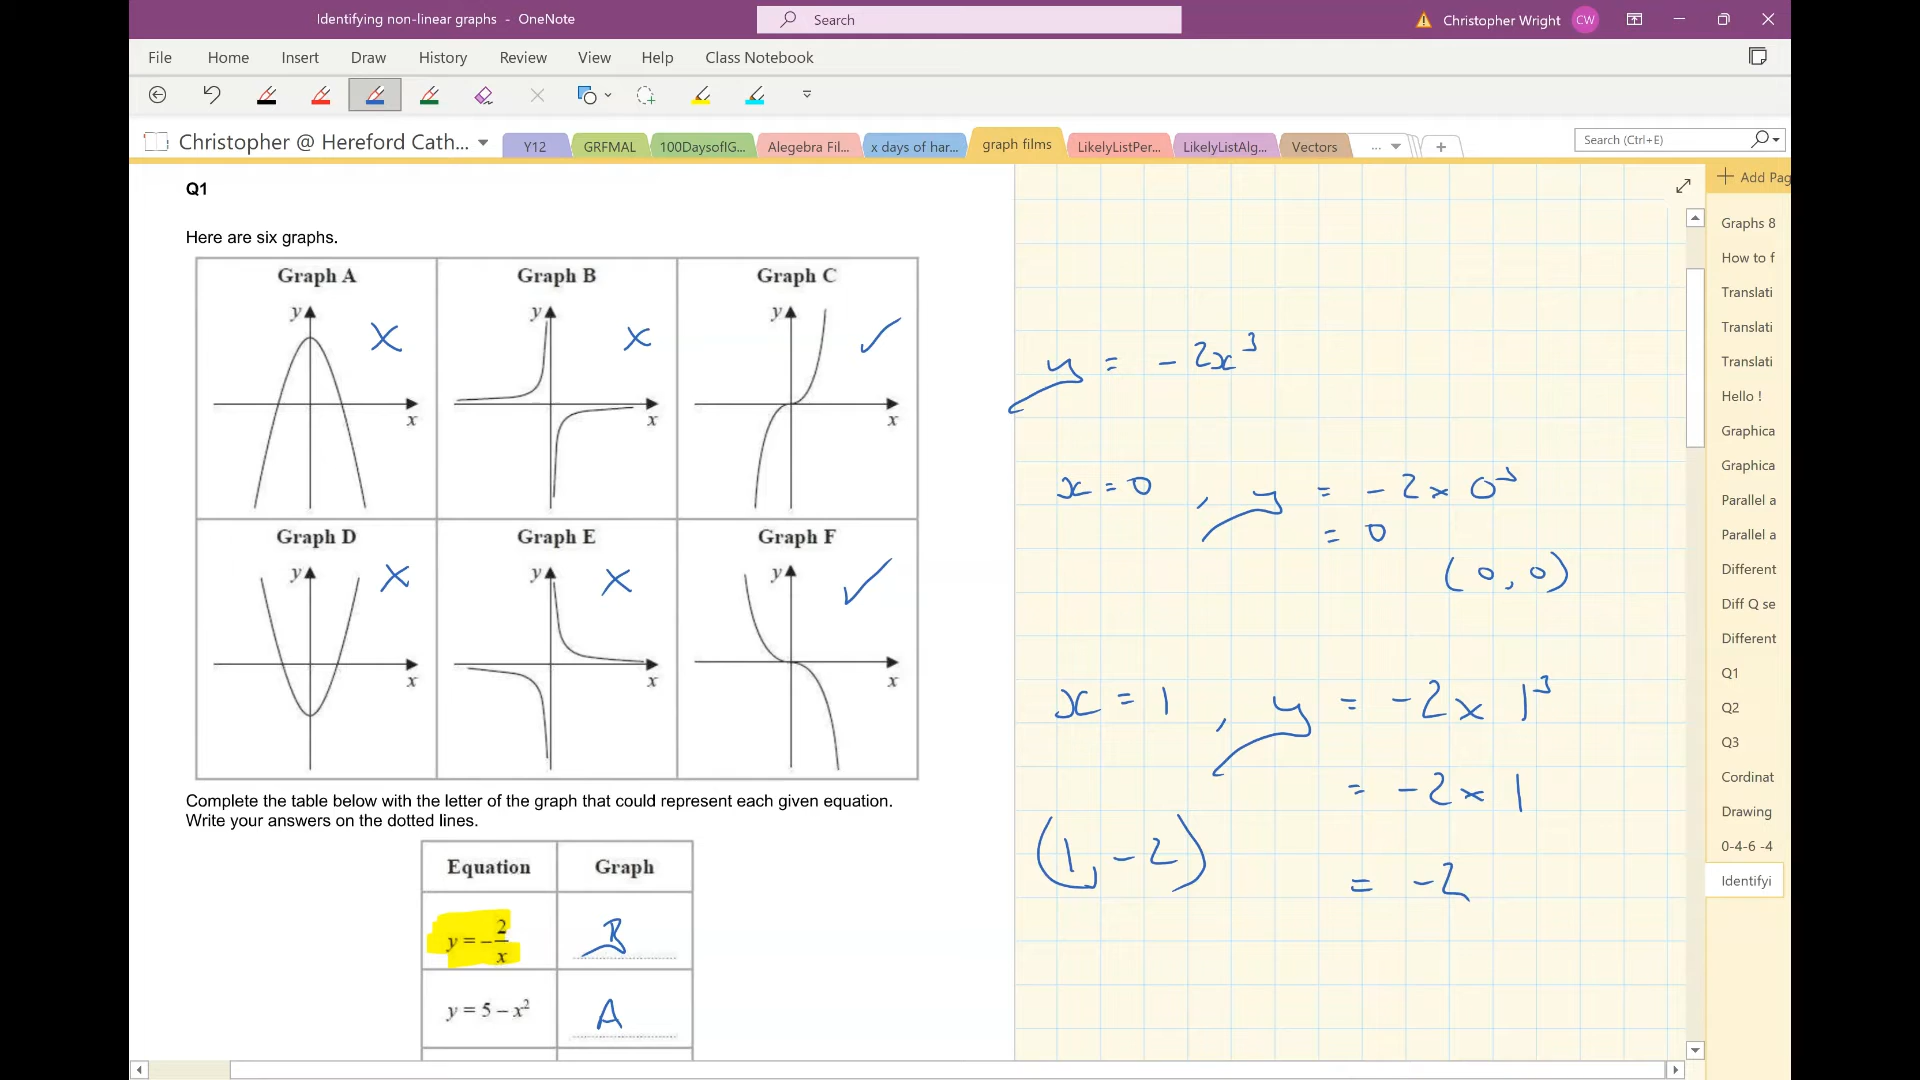 Identifying non-linear graphs - OneNote
Search
Christopher Wright
CW
File Home Insert Draw History Review View Help Class Notebook
Christopher @ Hereford Cath...
Y12 GRFMAL 100DaysofIG... Alegebra Fil... x days of har... graph films LikelyListPer... LikelyListAlg... Vectors ...
Search (Ctrl+E)
Q1
Here are six graphs.
Graph A Graph B Graph C
y y y
x x ✓
x x x
Graph D Graph E Graph F
y y y
x x ✓
x x x
Complete the table below with the letter of the graph that could represent each given equation.
Write your answers on the dotted lines.
Equation Graph
y = -2/x B
y = 5 – x² A
y = -2x³
x = 0, y = -2 x 0³
= 0
(0, 0)
x = 1, y = -2 x 1³
= -2 x 1
(1, -2)
= -2
Add Pag
Graphs 8
How to f
Translati
Translati
Translati
Hello !
Graphica
Graphica
Parallel a
Parallel a
Different
Diff Q se
Different
Q1
Q2
Q3
Cordinat
Drawing
0-4-6 -4
Identifyi